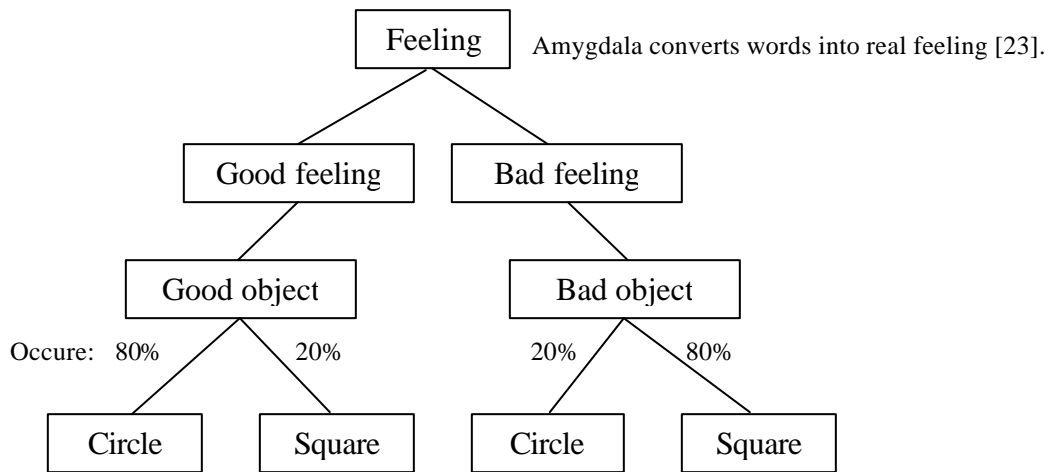 Feeling
Amygdala converts words into real feeling [23].
Good feeling
Bad feeling
Good object
Bad object
Occure: 80% 20% 20% 80%
Circle
Square
Circle
Square